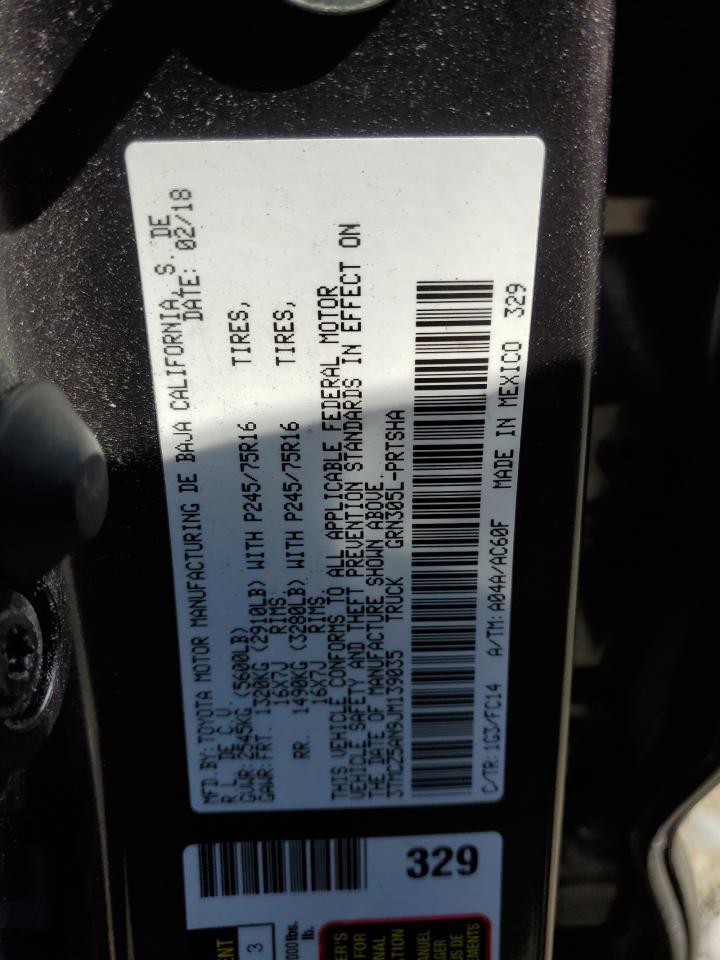 MFD.BY: TOYOTA MOTOR MANUFACTURING DE BAJA CALIFORNIA, S. DE
R. L. DE C.V. DATE: 02/18
GVWR: 2545KG (5600LB)
GAWR: FRT. 1320KG (2910LB) WITH P245/75R16 TIRES,
16X7J RIMS,
RR. 1490KG (3280LB) WITH P245/75R16 TIRES,
16X7J RIMS
THIS VEHICLE CONFORMS TO ALL APPLICABLE FEDERAL MOTOR
VEHICLE SAFETY AND THEFT PREVENTION STANDARDS IN EFFECT ON
THE DATE OF MANUFACTURE SHOWN ABOVE.
3TMCZ5AN9JM139035 TRUCK GRN305L-PRTSHA
C/TR: 1G3/FC14 A/TM: A04A/AC60F MADE IN MEXICO 329
329
3
lb.